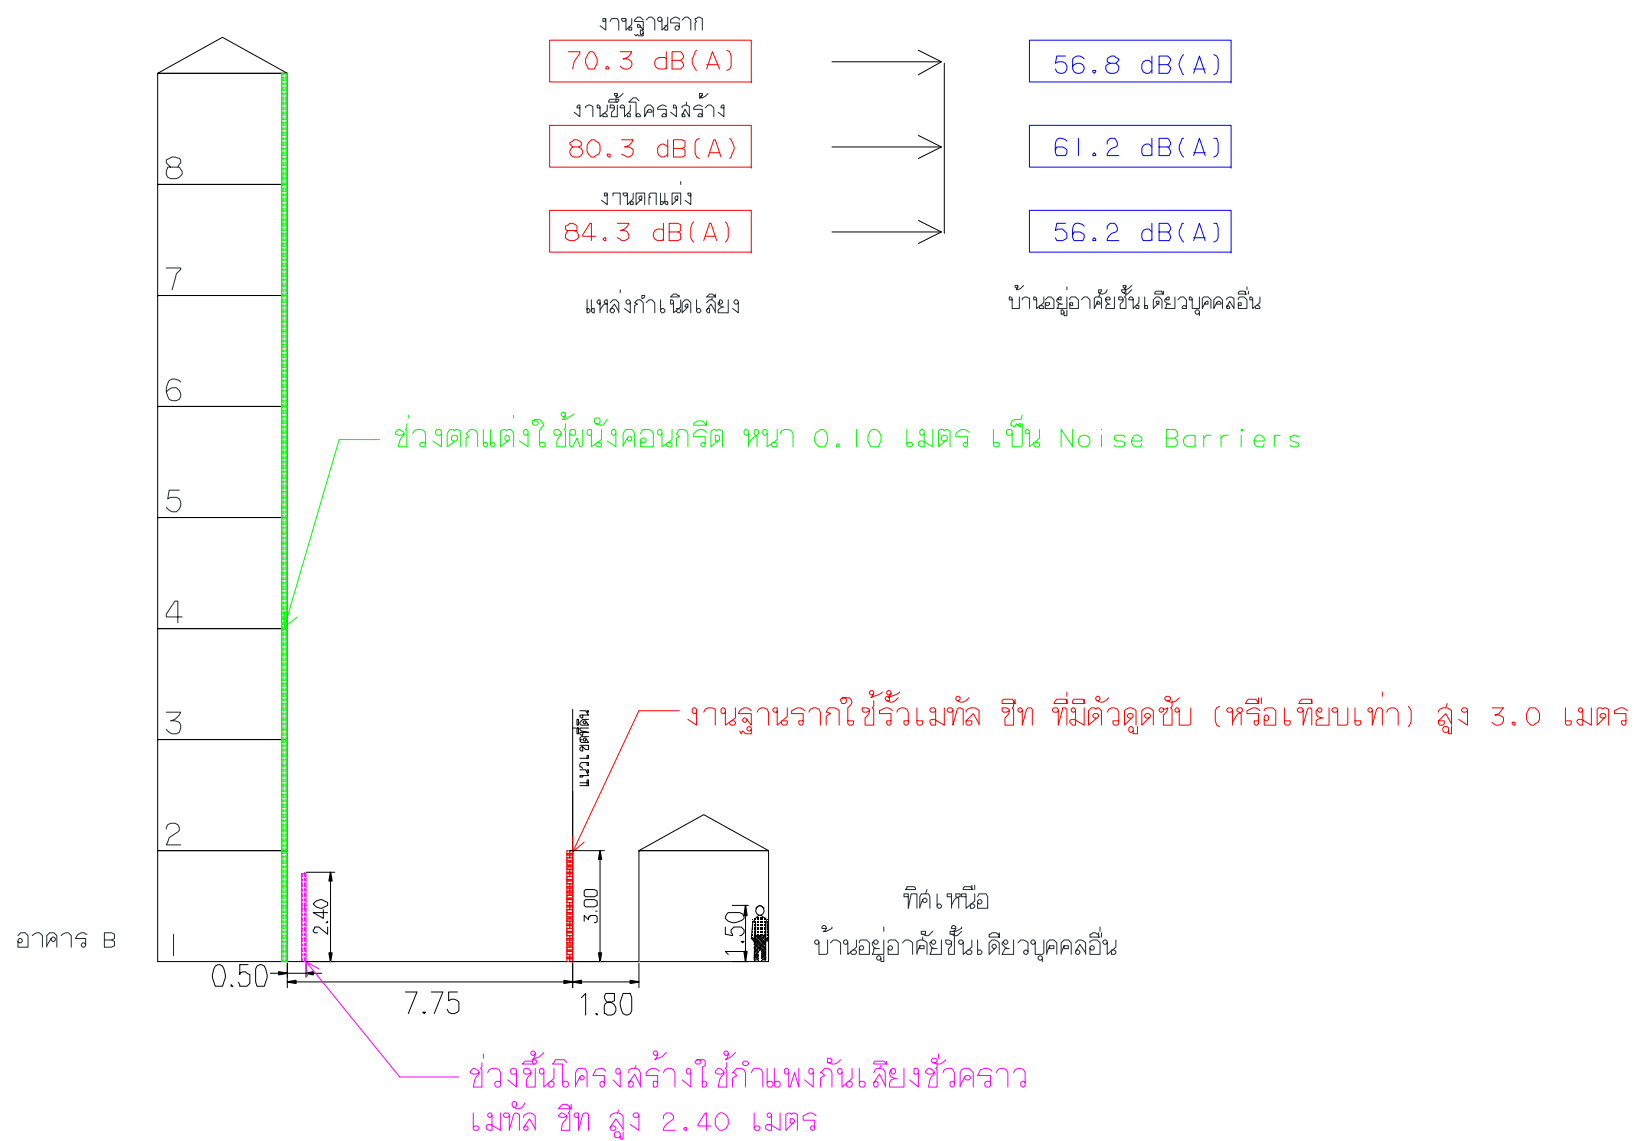 งานฐานราก
70.3 dB(A)
56.8 dB(A)
งานขึ้นโครงสร้าง
80.3 dB(A)
61.2 dB(A)
งานตกแต่ง
84.3 dB(A)
56.2 dB(A)
แหล่งกำเนิดเสียง
บ้านอยู่อาศัยชั้นเดียวบุคคลอื่น
8
7
6
5
4
3
2
1
ช่วงตกแต่งใช้ผนังคอนกรีต หนา 0.10 เมตร เป็น Noise Barriers
งานฐานรากใช้รั้วเมทัล ชีท ที่มีตัวดูดซับ (หรือเทียบเท่า) สูง 3.0 เมตร
แนวเขตที่ดิน
2.40
3.00
1.50
อาคาร B
ทิศเหนือ
บ้านอยู่อาศัยชั้นเดียวบุคคลอื่น
0.50
7.75
1.80
ช่วงขึ้นโครงสร้างใช้กำแพงกันเสียงชั่วคราว
เมทัล ชีท สูง 2.40 เมตร